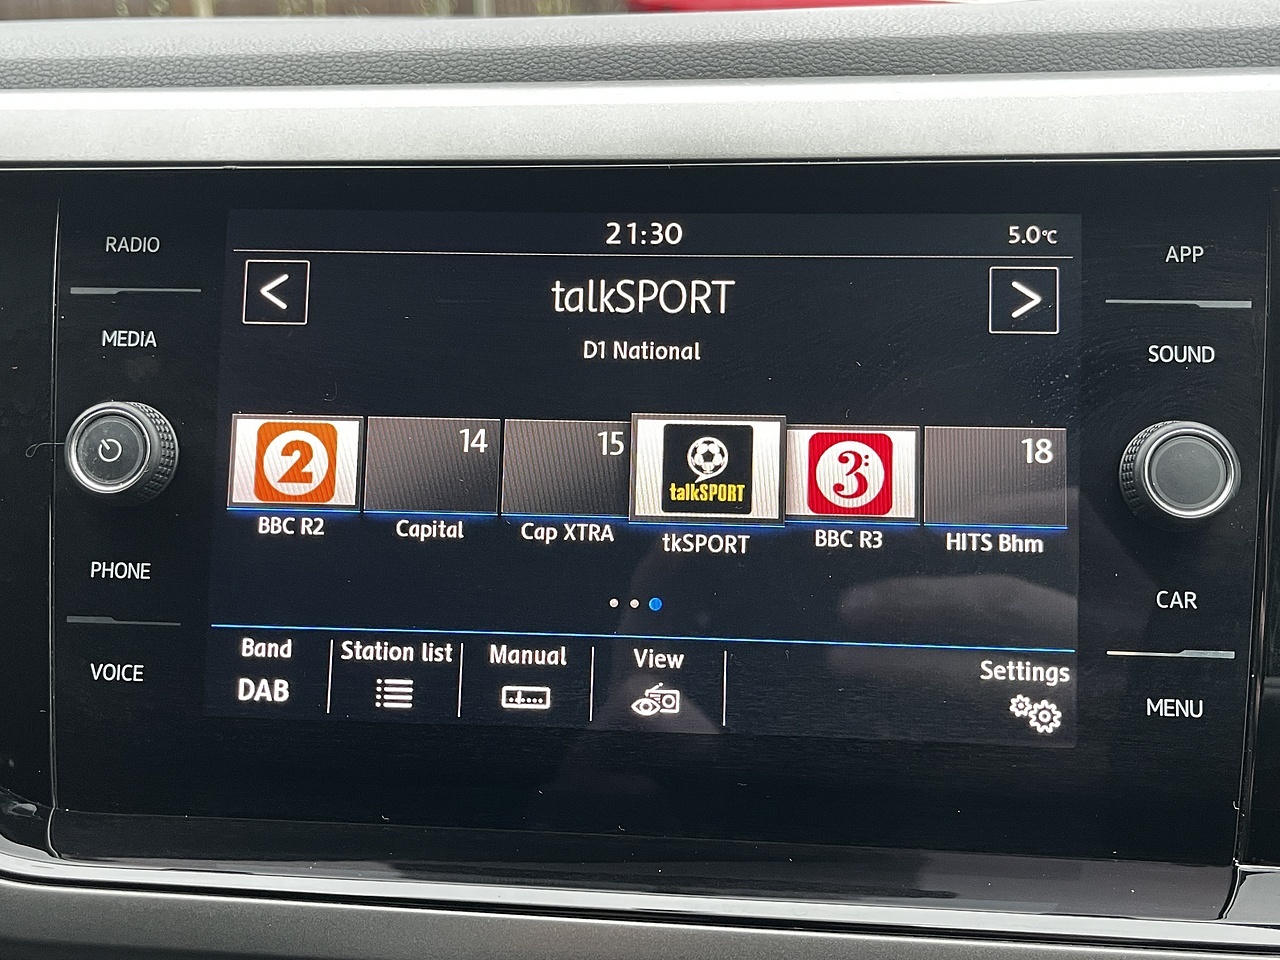 RADIO
MEDIA
PHONE
VOICE
21:30
5.0°C
<
talkSPORT
>
D1 National
2
14
15
talkSPORT
3:
18
BBC R2
Capital
Cap XTRA
tkSPORT
BBC R3
HITS Bhm
Band
DAB
Station list
Manual
View
Settings
APP
SOUND
CAR
MENU